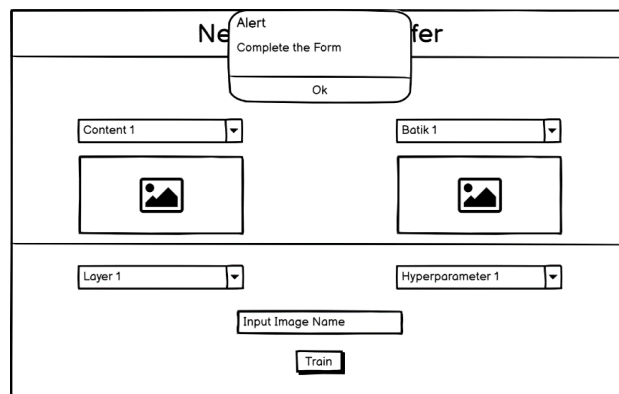 Ne fer
Alert
Complete the Form
Ok
Content 1
Batik 1
Layer 1
Hyperparameter 1
Input Image Name
Train